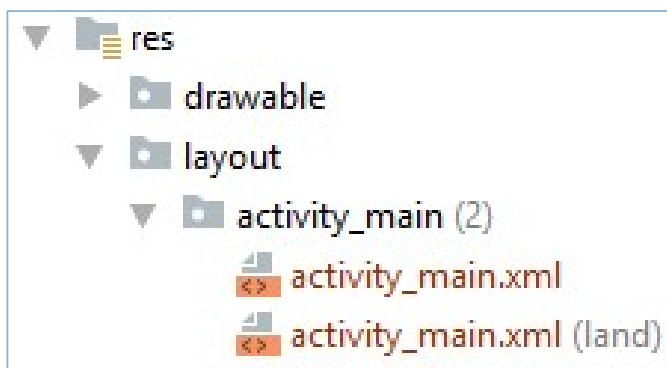 res
drawable
layout
activity_main (2)
activity_main.xml
activity_main.xml (land)